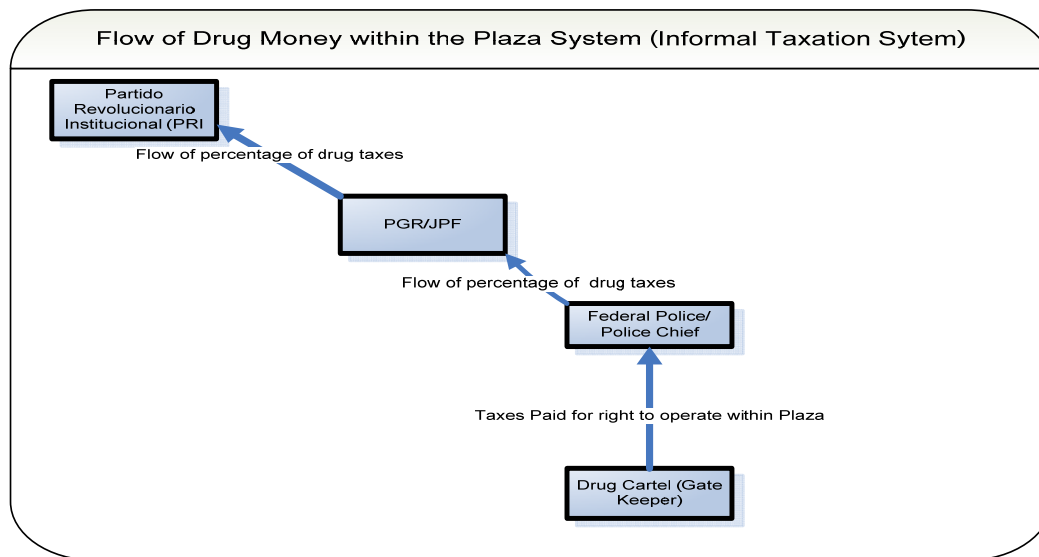 Flow of Drug Money within the Plaza System (Informal Taxation Sytem)
Partido
Revolucionario
Institucional (PRI
Flow of percentage of drug taxes
PGR/JPF
Flow of percentage of drug taxes
Federal Police/
Police Chief
Taxes Paid for right to operate within Plaza
Drug Cartel (Gate
Keeper)